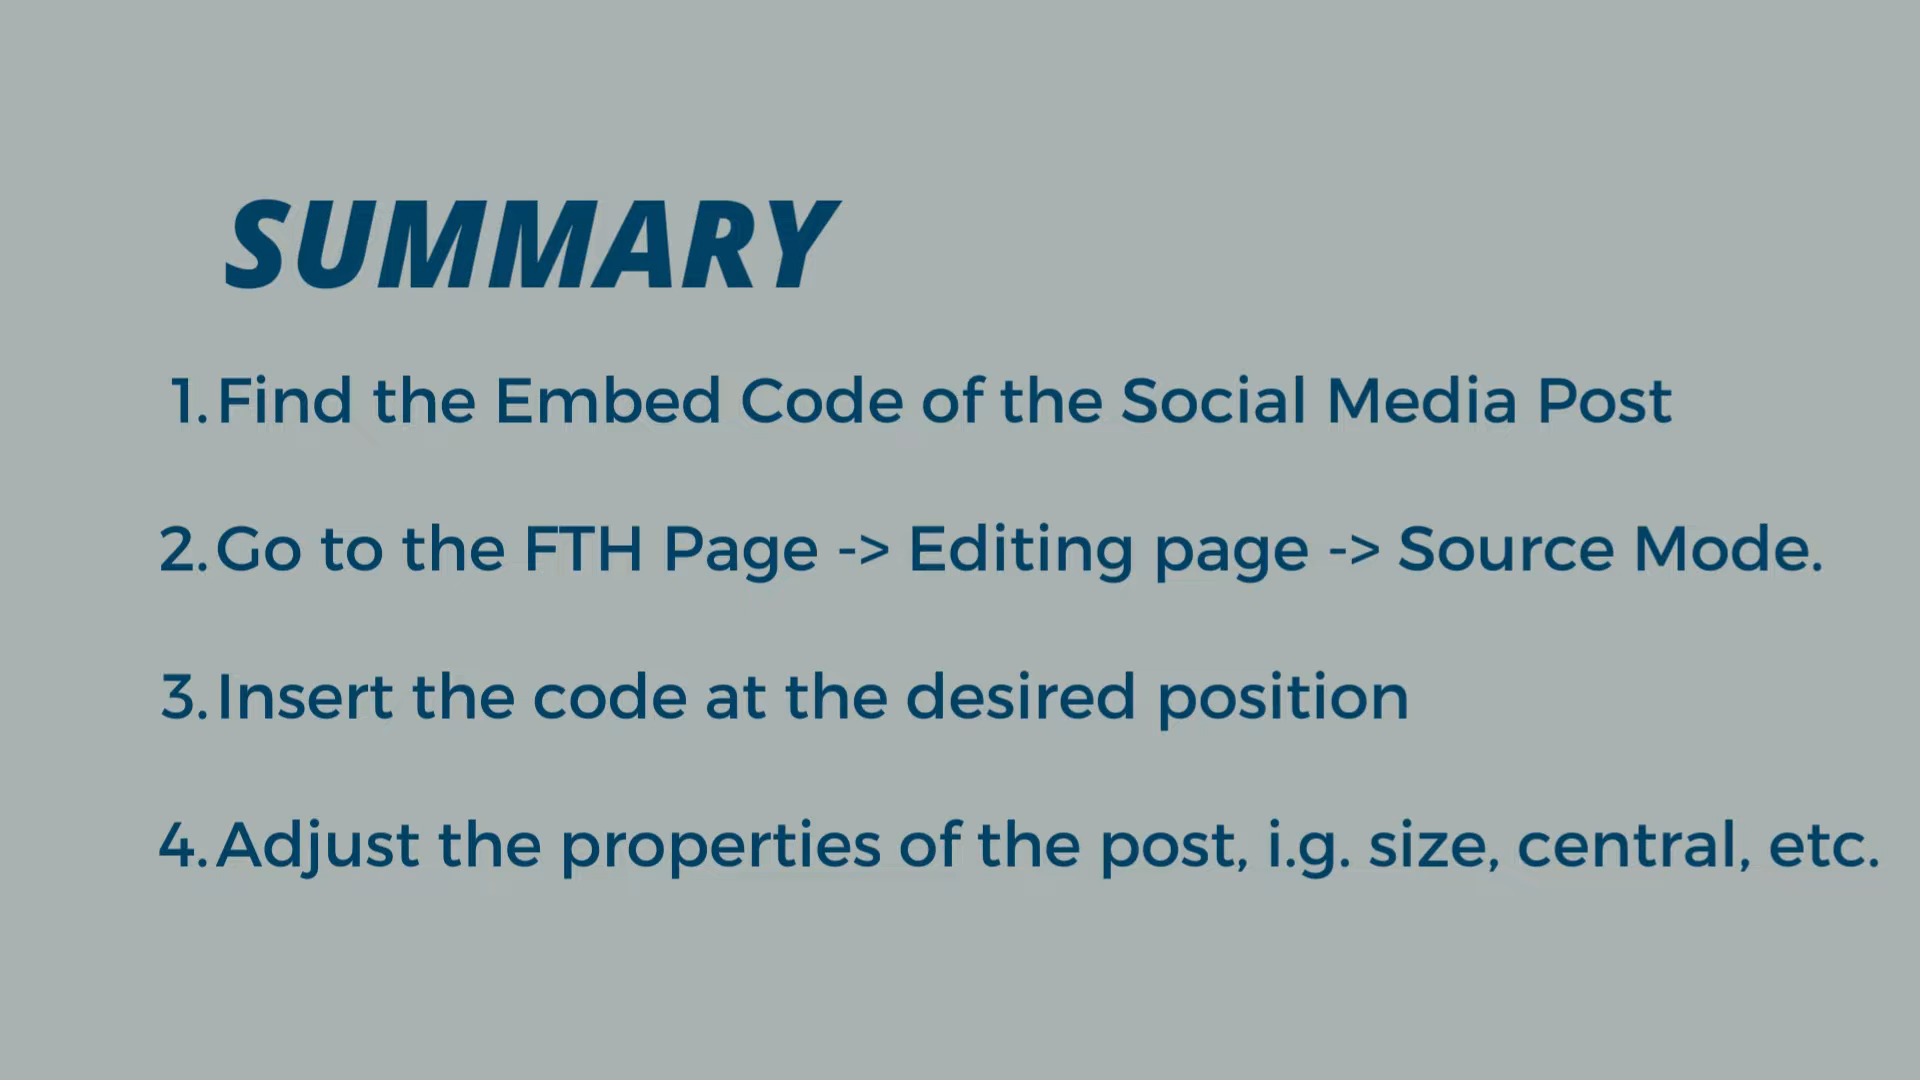 SUMMARY
1. Find the Embed Code of the Social Media Post
2. Go to the FTH Page -> Editing page -> Source Mode.
3. Insert the code at the desired position
4. Adjust the properties of the post, i.g. size, central, etc.